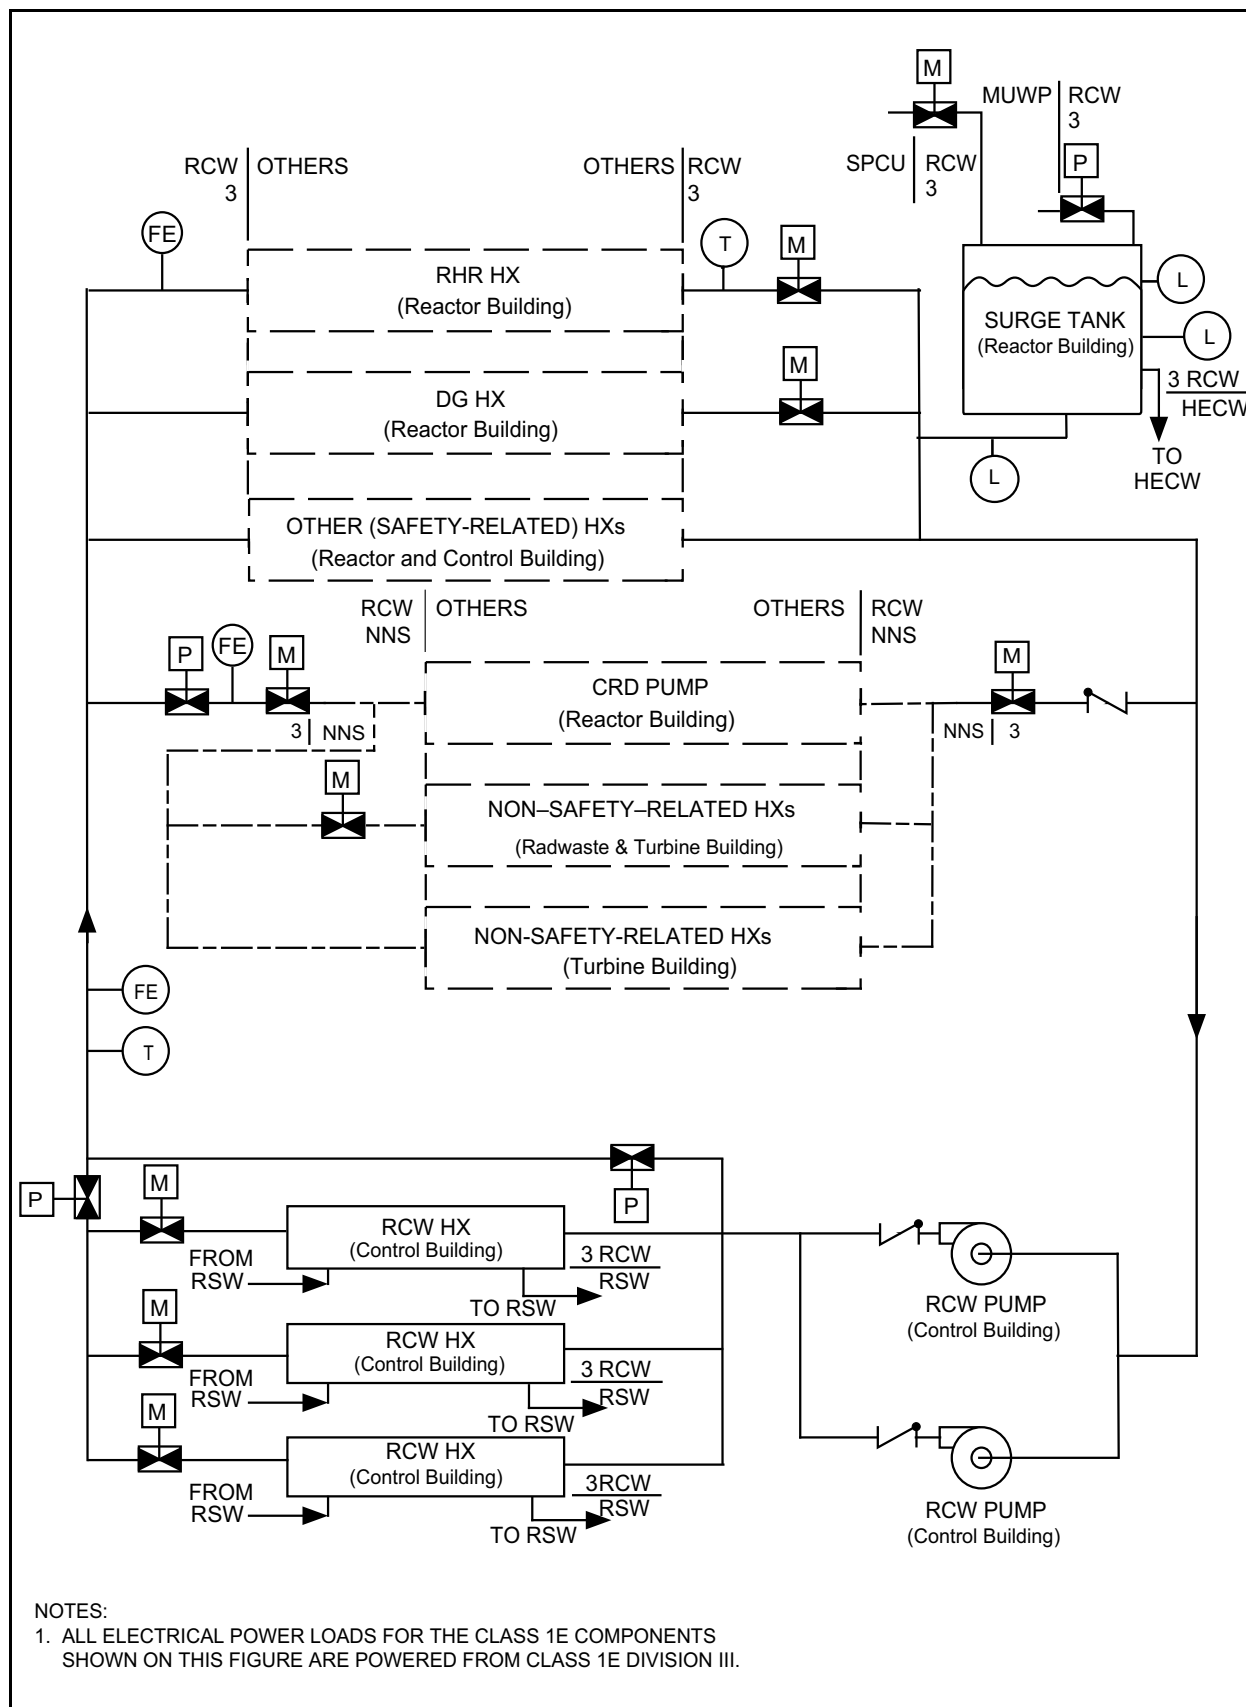 M
MUWP RCW
3
P
SPCU RCW
3
RCW OTHERS
3
OTHERS RCW
3
FE
T
M
RHR HX
(Reactor Building)
L
SURGE TANK
(Reactor Building)
L
M
3 RCW
HECW
DG HX
(Reactor Building)
TO
HECW
L
OTHER (SAFETY-RELATED) HXs
(Reactor and Control Building)
RCW OTHERS
NNS
OTHERS RCW
NNS
P
FE
M
M
CRD PUMP
(Reactor Building)
3 NNS
NNS 3
M
NON–SAFETY–RELATED HXs
(Radwaste & Turbine Building)
NON-SAFETY-RELATED HXs
(Turbine Building)
FE
T
P
M
P
RCW HX
(Control Building)
FROM
RSW
3 RCW
RSW
TO RSW
RCW PUMP
(Control Building)
M
RCW HX
(Control Building)
FROM
RSW
3 RCW
RSW
TO RSW
M
RCW HX
(Control Building)
FROM
RSW
3RCW
RSW
TO RSW
RCW PUMP
(Control Building)
NOTES:
1. ALL ELECTRICAL POWER LOADS FOR THE CLASS 1E COMPONENTS
SHOWN ON THIS FIGURE ARE POWERED FROM CLASS 1E DIVISION III.